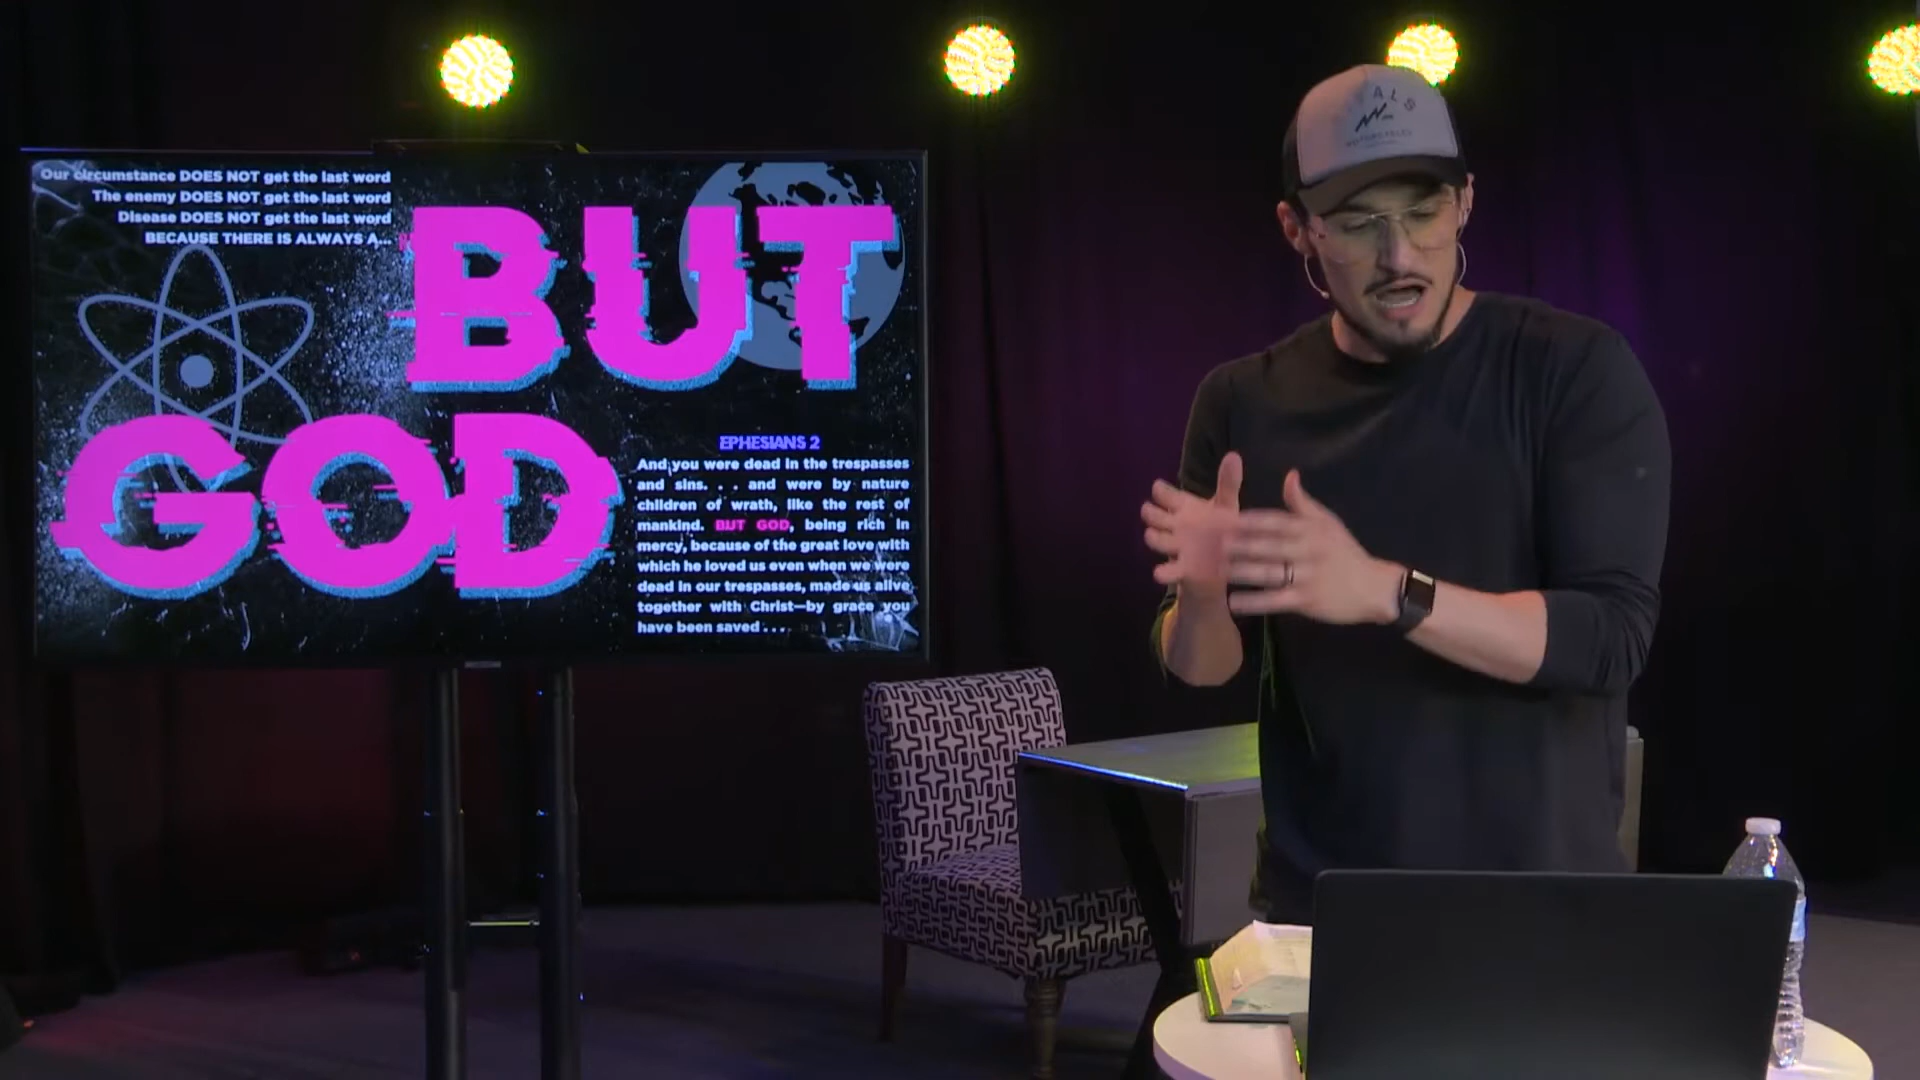 Our circumstance DOES NOT get the last word
The enemy DOES NOT get the last word
Disease DOES NOT get the last word
BECAUSE THERE IS ALWAYS A...
BUT
GOD
EPHESIANS 2
And you were dead in the trespasses
and sins. . . and were by nature
children of wrath, like the rest of
mankind. BUT GOD, being rich in
mercy, because of the great love with
which he loved us even when we were
dead in our trespasses, made us alive
together with Christ—by grace you
have been saved . . .